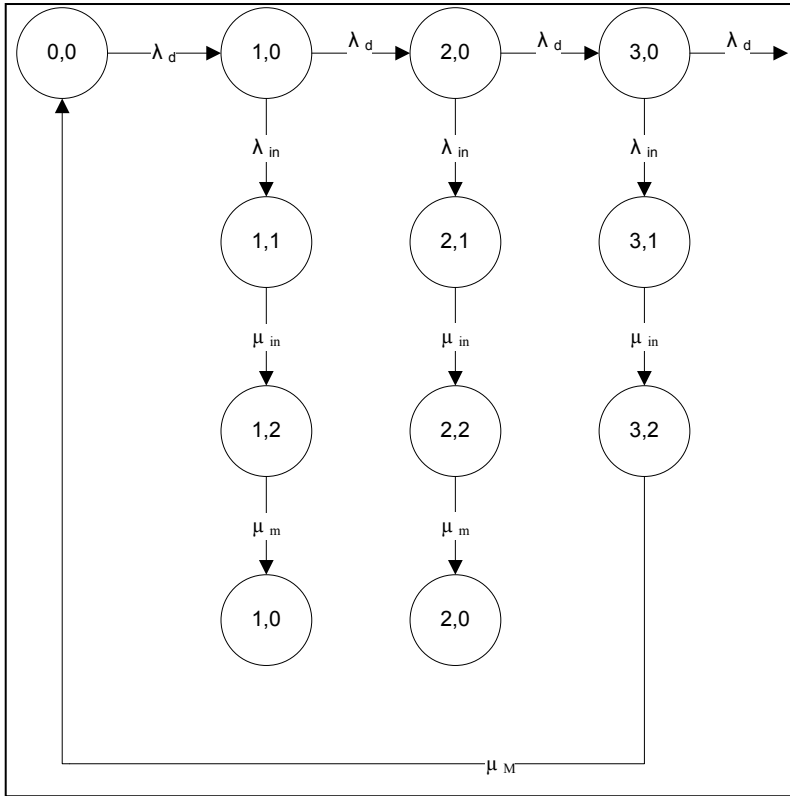 0,0 λ d 1,0 λ d 2,0 λ d 3,0 λ d
λ in λ in λ in
1,1 2,1 3,1
μ in μ in μ in
1,2 2,2 3,2
μ m μ m
1,0 2,0
μ M